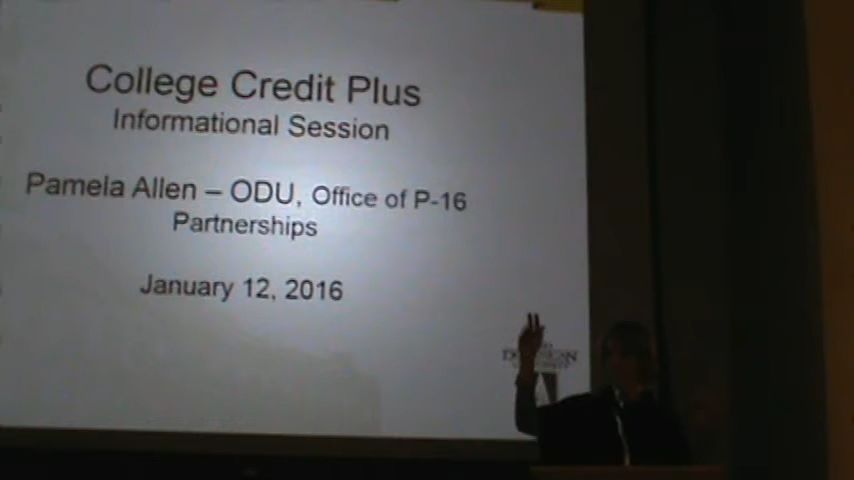 College Credit Plus
Informational Session
Pamela Allen – ODU, Office of P-16
Partnerships
January 12, 2016